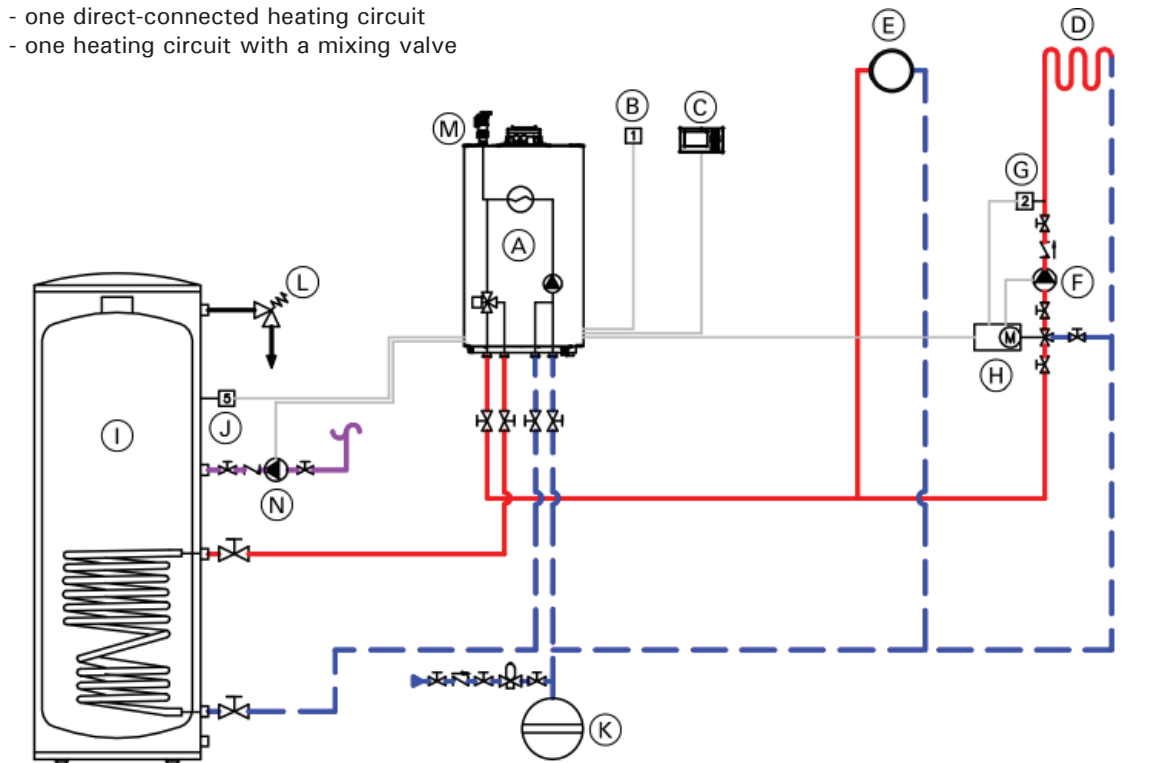 - one direct-connected heating circuit
- one heating circuit with a mixing valve
E
D
M
B
C
1
G
2
A
L
F
M
H
5
J
I
N
K